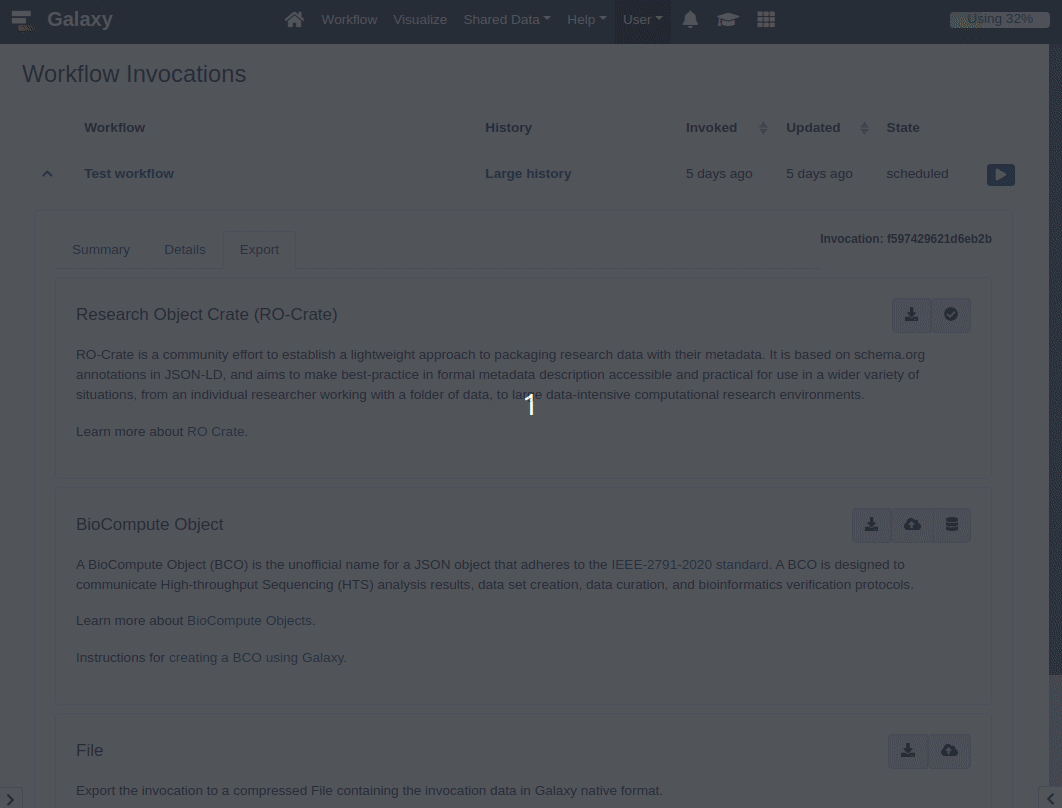 Galaxy Workflow Visualize Shared Data Help User Using 32%
Workflow Invocations
Workflow History Invoked Updated State
Test workflow Large history 5 days ago 5 days ago scheduled
Summary Details Export Invocation: f597429621d6eb2b
Research Object Crate (RO-Crate)
RO-Crate is a community effort to establish a lightweight approach to packaging research data with their metadata. It is based on schema.org
annotations in JSON-LD, and aims to make best-practice in formal metadata description accessible and practical for use in a wider variety of
situations, from an individual researcher working with a folder of data, to large data-intensive computational research environments.
1
Learn more about RO Crate.
BioCompute Object
A BioCompute Object (BCO) is the unofficial name for a JSON object that adheres to the IEEE-2791-2020 standard. A BCO is designed to
communicate High-throughput Sequencing (HTS) analysis results, data set creation, data curation, and bioinformatics verification protocols.
Learn more about BioCompute Objects.
Instructions for creating a BCO using Galaxy.
File
Export the invocation to a compressed File containing the invocation data in Galaxy native format.